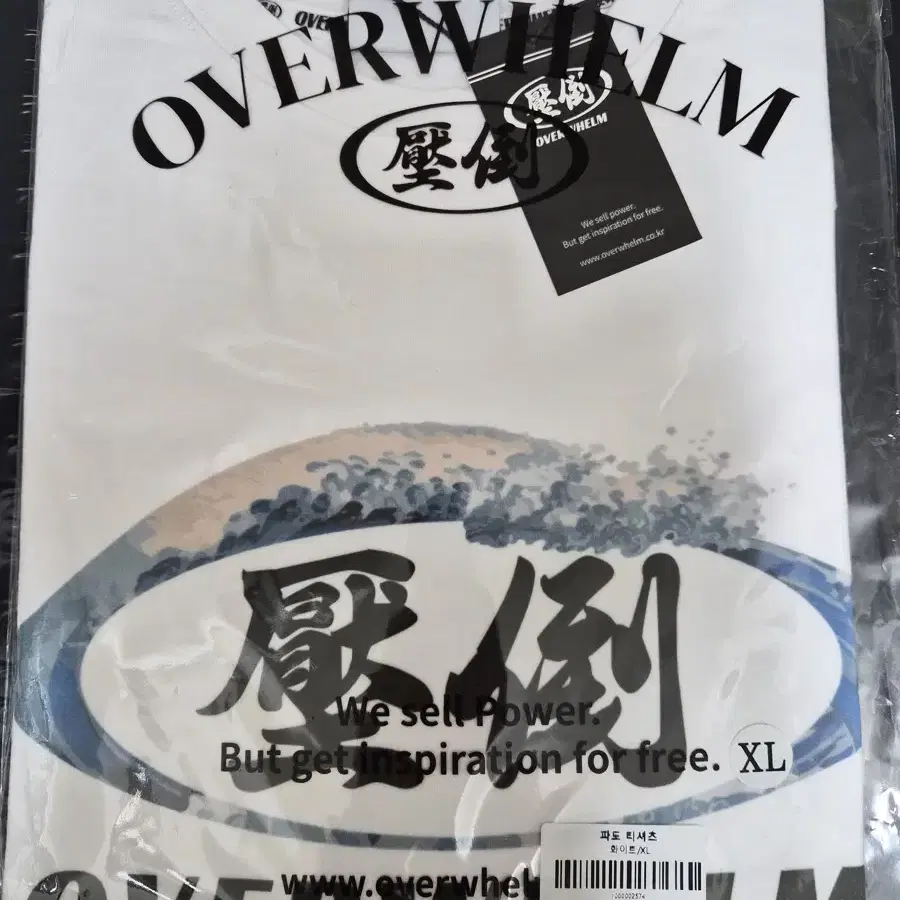 OVERWHELM
壓倒
壓倒
OVERWHELM
We sell power.
But get inspiration for free.
www.overwhelm.co.kr
壓倒
We sell Power.
But get inspiration for free.
XL
파도 티셔츠
화이트/XL
www.overwhel
OVERWHELM